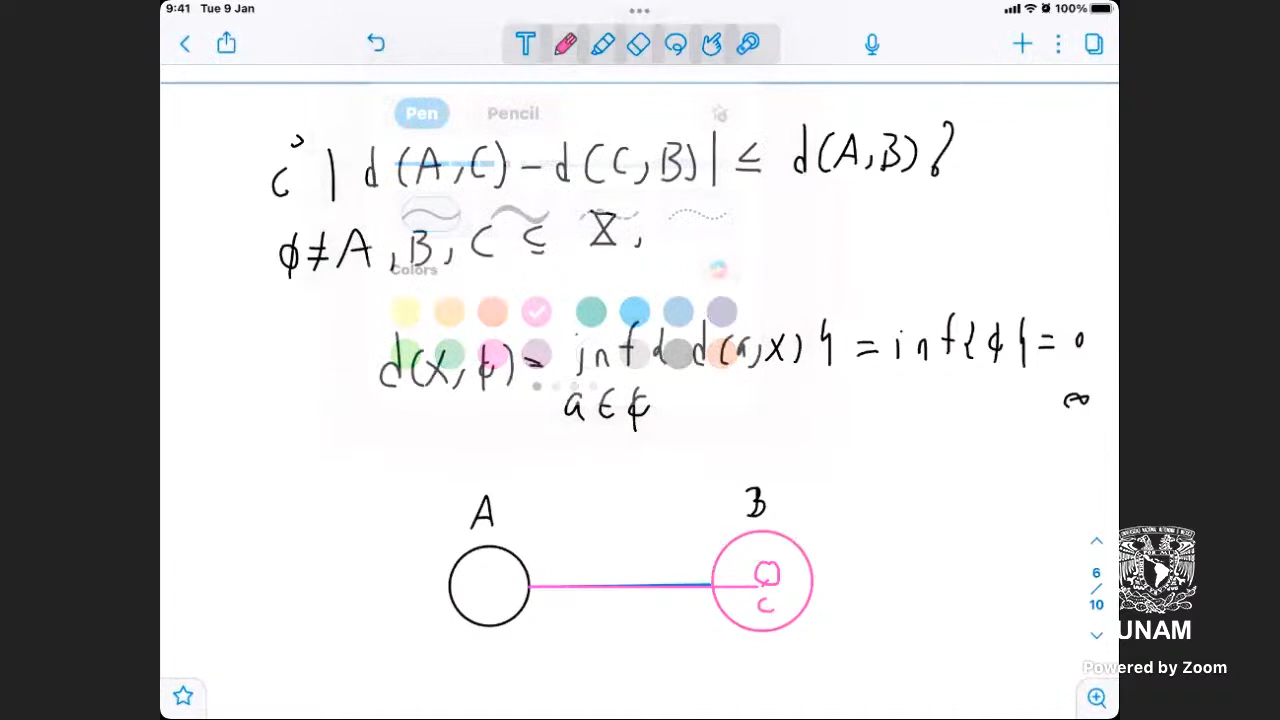 9:41 Tue 9 Jan 100%
T
Pen Pencil
¿ | d(A,C) - d(C,B) | ≤ d(A,B)?
∅ ≠ A, B, C ⊆ X,
Colors
d(x, ∅) = inf { d(a,x) } = inf{∅} = ∞
a ∈ ∅
∞
A B
C
6
/
10
UNAM
Powered by Zoom